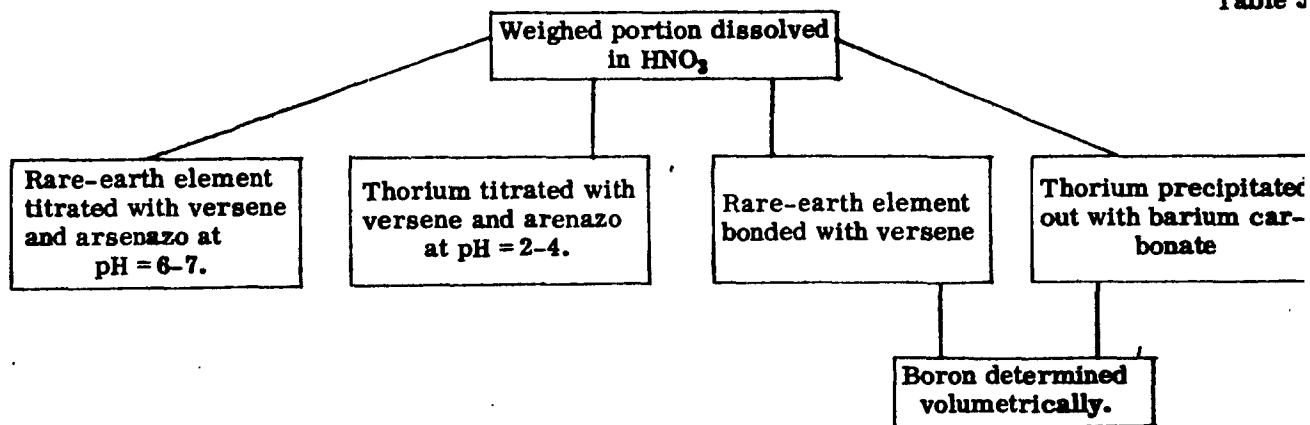 Table
Weighed portion dissolved
in HNO₃
Rare-earth element
titrated with versene
and arsenazo at
pH = 6-7.
Thorium titrated with
versene and arenazo
at pH = 2-4.
Rare-earth element
bonded with versene
Thorium precipitated
out with barium car-
bonate
Boron determined
volumetrically.